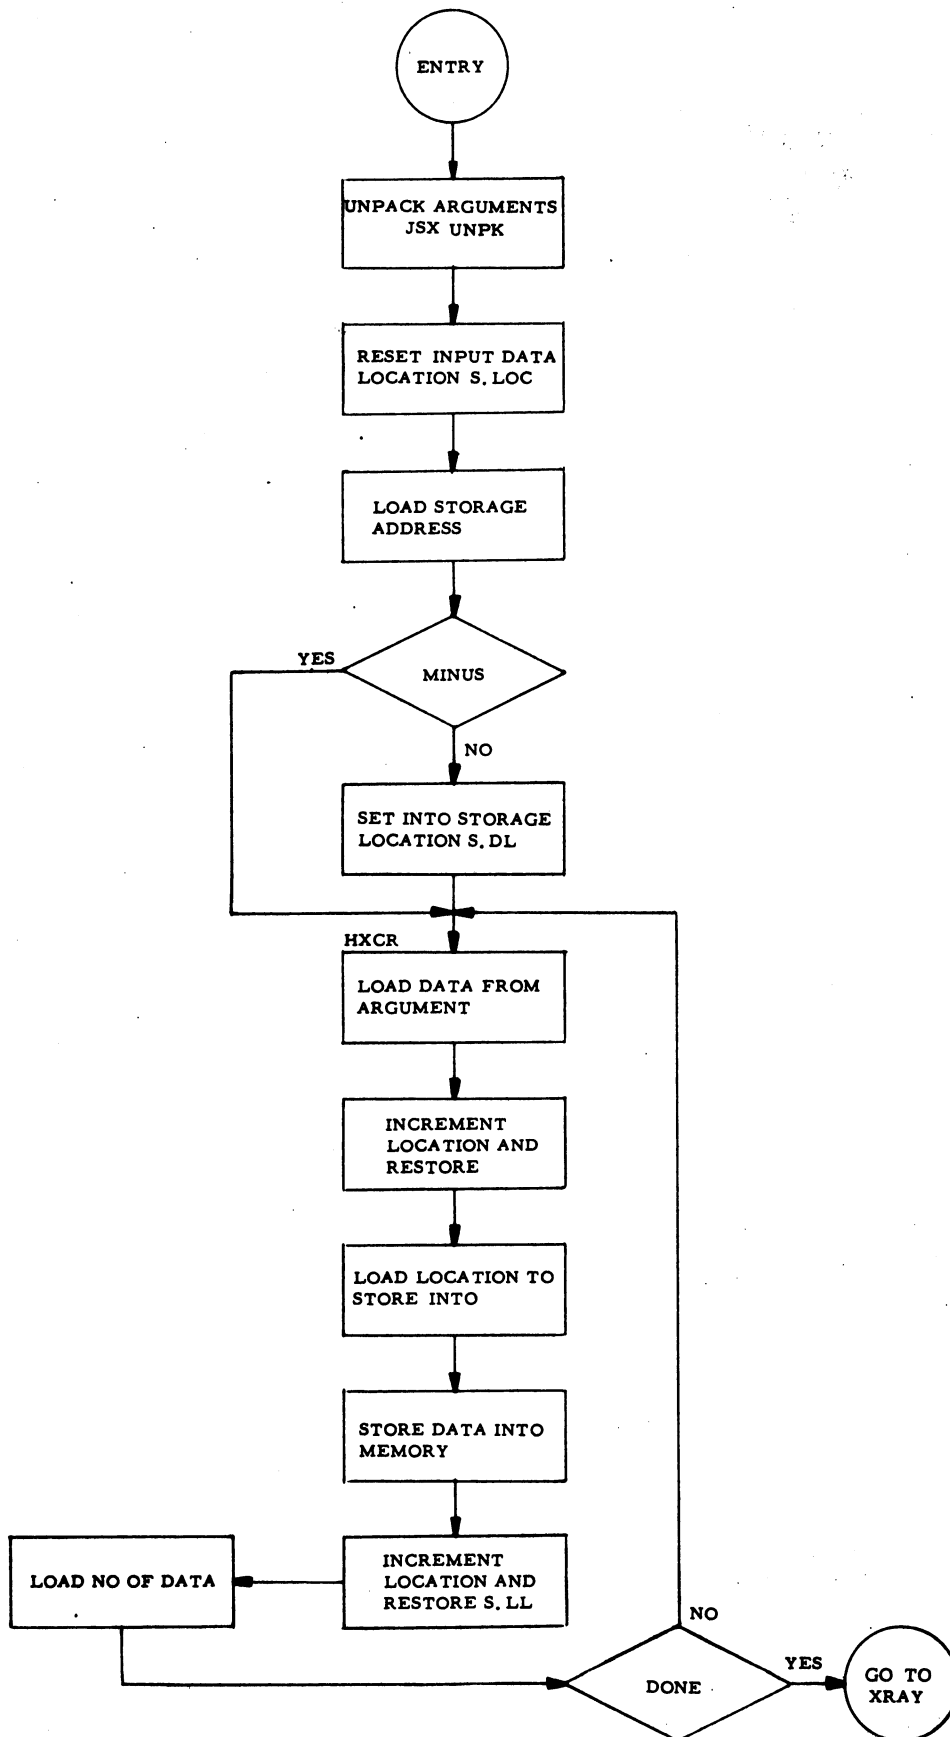 ENTRY
UNPACK ARGUMENTS
JSX UNPK
RESET INPUT DATA
LOCATION S. LOC
LOAD STORAGE
ADDRESS
YES
MINUS
NO
SET INTO STORAGE
LOCATION S. DL
HXCR
LOAD DATA FROM
ARGUMENT
INCREMENT
LOCATION AND
RESTORE
LOAD LOCATION TO
STORE INTO
STORE DATA INTO
MEMORY
INCREMENT
LOCATION AND
RESTORE S. LL
LOAD NO OF DATA
NO
DONE
YES
GO TO
XRAY